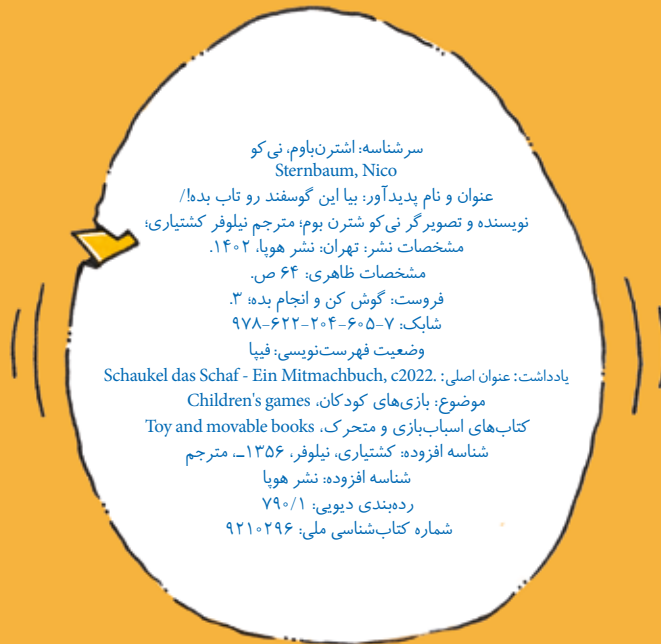 سرشناسه: اشترن‌باوم، نی‌کو
Sternbaum, Nico
عنوان و نام پدیدآور: بیا این گوسفند رو تاب بده!/
نویسنده و تصویرگر نی‌کو شترن بوم؛ مترجم نیلوفر کشتیاری؛
مشخصات نشر: تهران: نشر هوپا، ۱۴۰۲.
مشخصات ظاهری: ۶۴ ص.
فروست: گوش کن و انجام بده؛ ۳.
شابک: ۷-۶۰۵-۲۰۴-۶۲۲-۹۷۸
وضعیت فهرست‌نویسی: فیپا
یادداشت: عنوان اصلی: Schaukel das Schaf - Ein Mitmachbuch, c2022.
موضوع: بازی‌های کودکان، Children's games
کتاب‌های اسباب‌بازی و متحرک، Toy and movable books
شناسه افزوده: کشتیاری، نیلوفر، ۱۳۵۶ـ، مترجم
شناسه افزوده: نشر هوپا
رده‌بندی دیویی: ۷۹۰/۱
شماره کتاب‌شناسی ملی: ۹۲۱۰۲۹۶